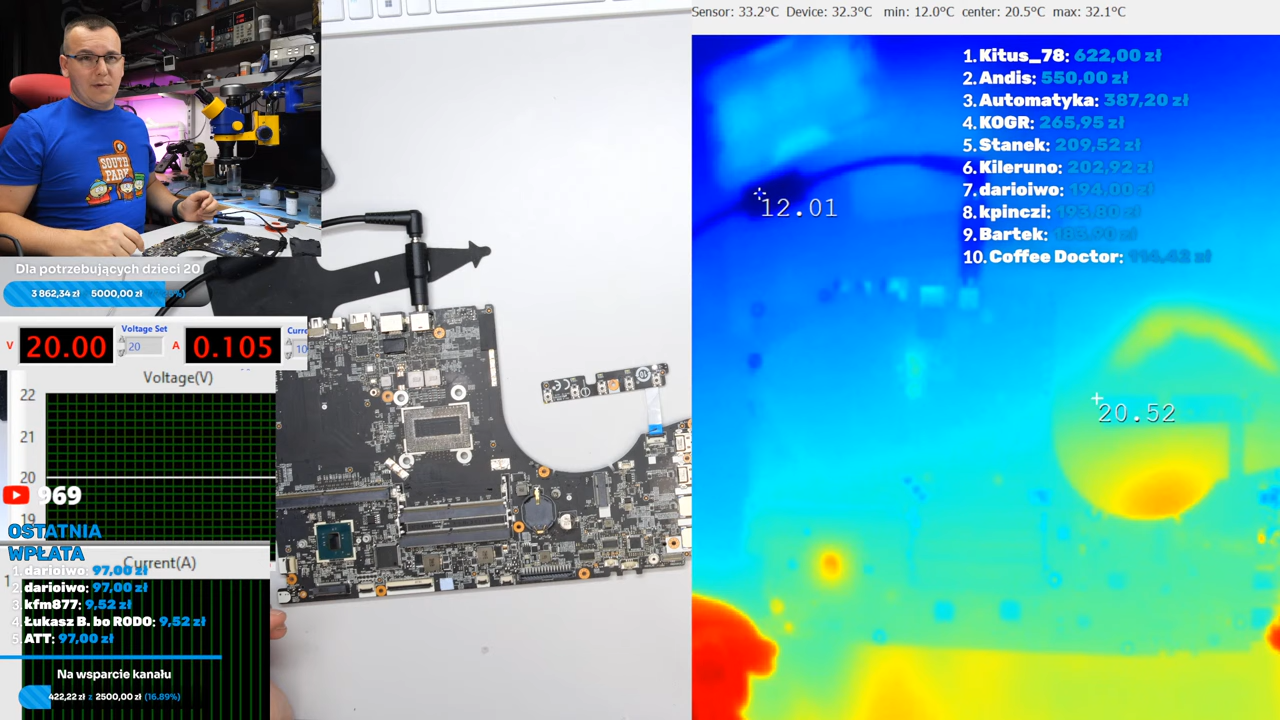 Sensor: 33.2°C Device: 32.3°C min: 12.0°C center: 20.5°C max: 32.1°C
1. Kitus_78: 622,00 zł
2. Andis: 550,00 zł
3. Automatyka: 387,20 zł
4. KOGR: 265,95 zł
5. Stanek: 209,52 zł
6. Kileruno: 202,92 zł
7. darioiwo: 194,00 zł
8. kpinczi: 193,80 zł
9. Bartek:
10. Coffee Doctor:
12.01
20.52
SOUTH PARK
Dla potrzebujących dzieci 20
3 862,34 zł 5000,00 zł
V 20.00 Voltage Set 20 A 0.105 10
Voltage(V)
22
21
20
19
969
OSTATNIA
WPŁATA
Current(A)
1. darioiwo: 97,00 zł
2. darioiwo: 97,00 zł
3. kfm877: 9,52 zł
4. Łukasz B. bo RODO: 9,52 zł
5. ATT: 97,00 zł
Na wsparcie kanału
422,22 zł z 2500,00 zł (16.89%)